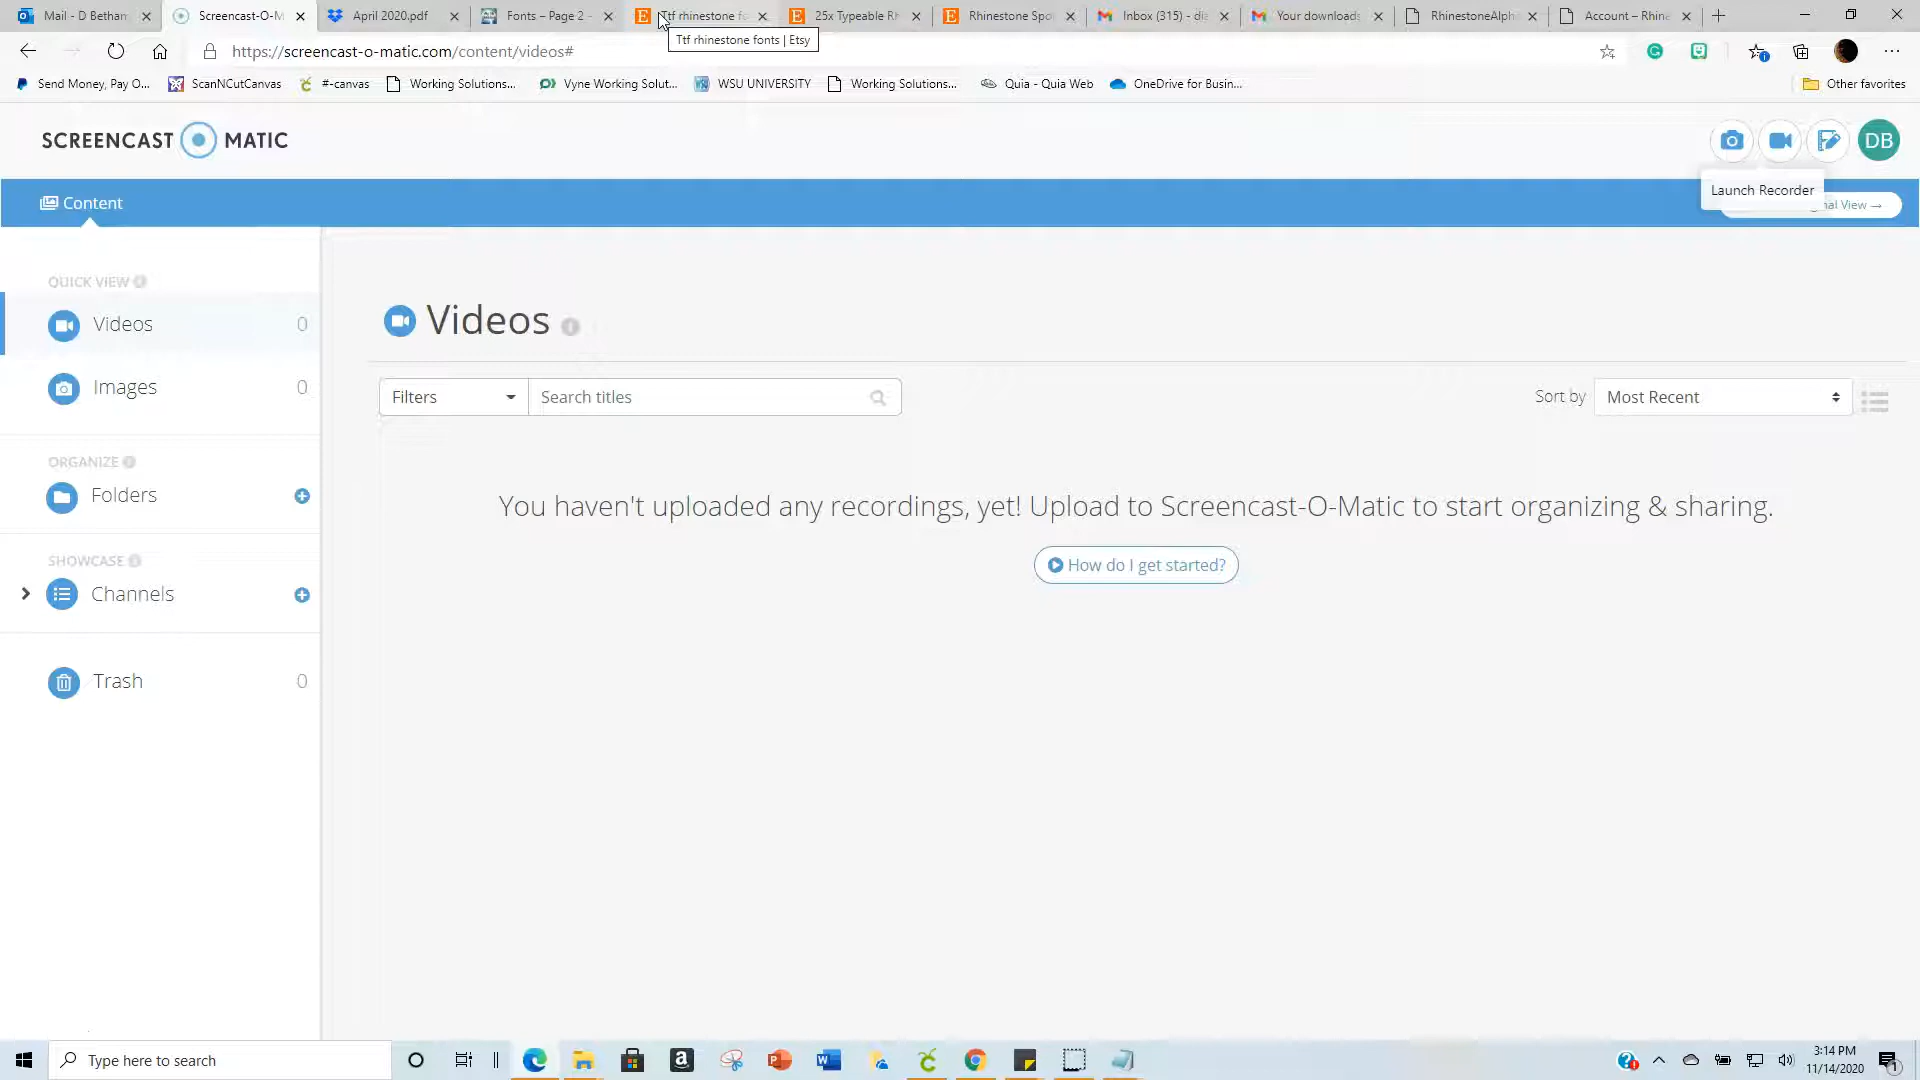 Mail - D Betham
Screencast-O-M
April 2020.pdf
Fonts – Page 2 -
Ttf rhinestone fo
25x Typeable Rh
Rhinestone Spo
Inbox (315) - dia
Your downloads
RhinestoneAlph
Account – Rhine
Ttf rhinestone fonts | Etsy
https://screencast-o-matic.com/content/videos#
Send Money, Pay O...
ScanNCutCanvas
#-canvas
Working Solutions...
Vyne Working Solut...
WSU UNIVERSITY
Working Solutions...
Quia - Quia Web
OneDrive for Busin...
Other favorites
SCREENCAST MATIC
DB
Launch Recorder
Content
nal View →
QUICK VIEW
Videos 0
Images 0
ORGANIZE
Folders
SHOWCASE
Channels
Trash 0
Videos
Filters
Search titles
Sort by
Most Recent
You haven't uploaded any recordings, yet! Upload to Screencast-O-Matic to start organizing & sharing.
How do I get started?
Type here to search
3:14 PM
11/14/2020